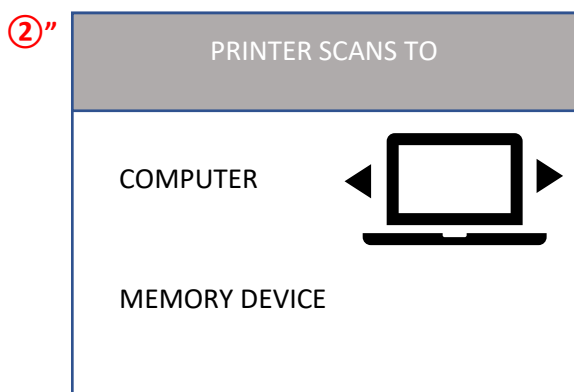 ②”
PRINTER SCANS TO
COMPUTER
MEMORY DEVICE